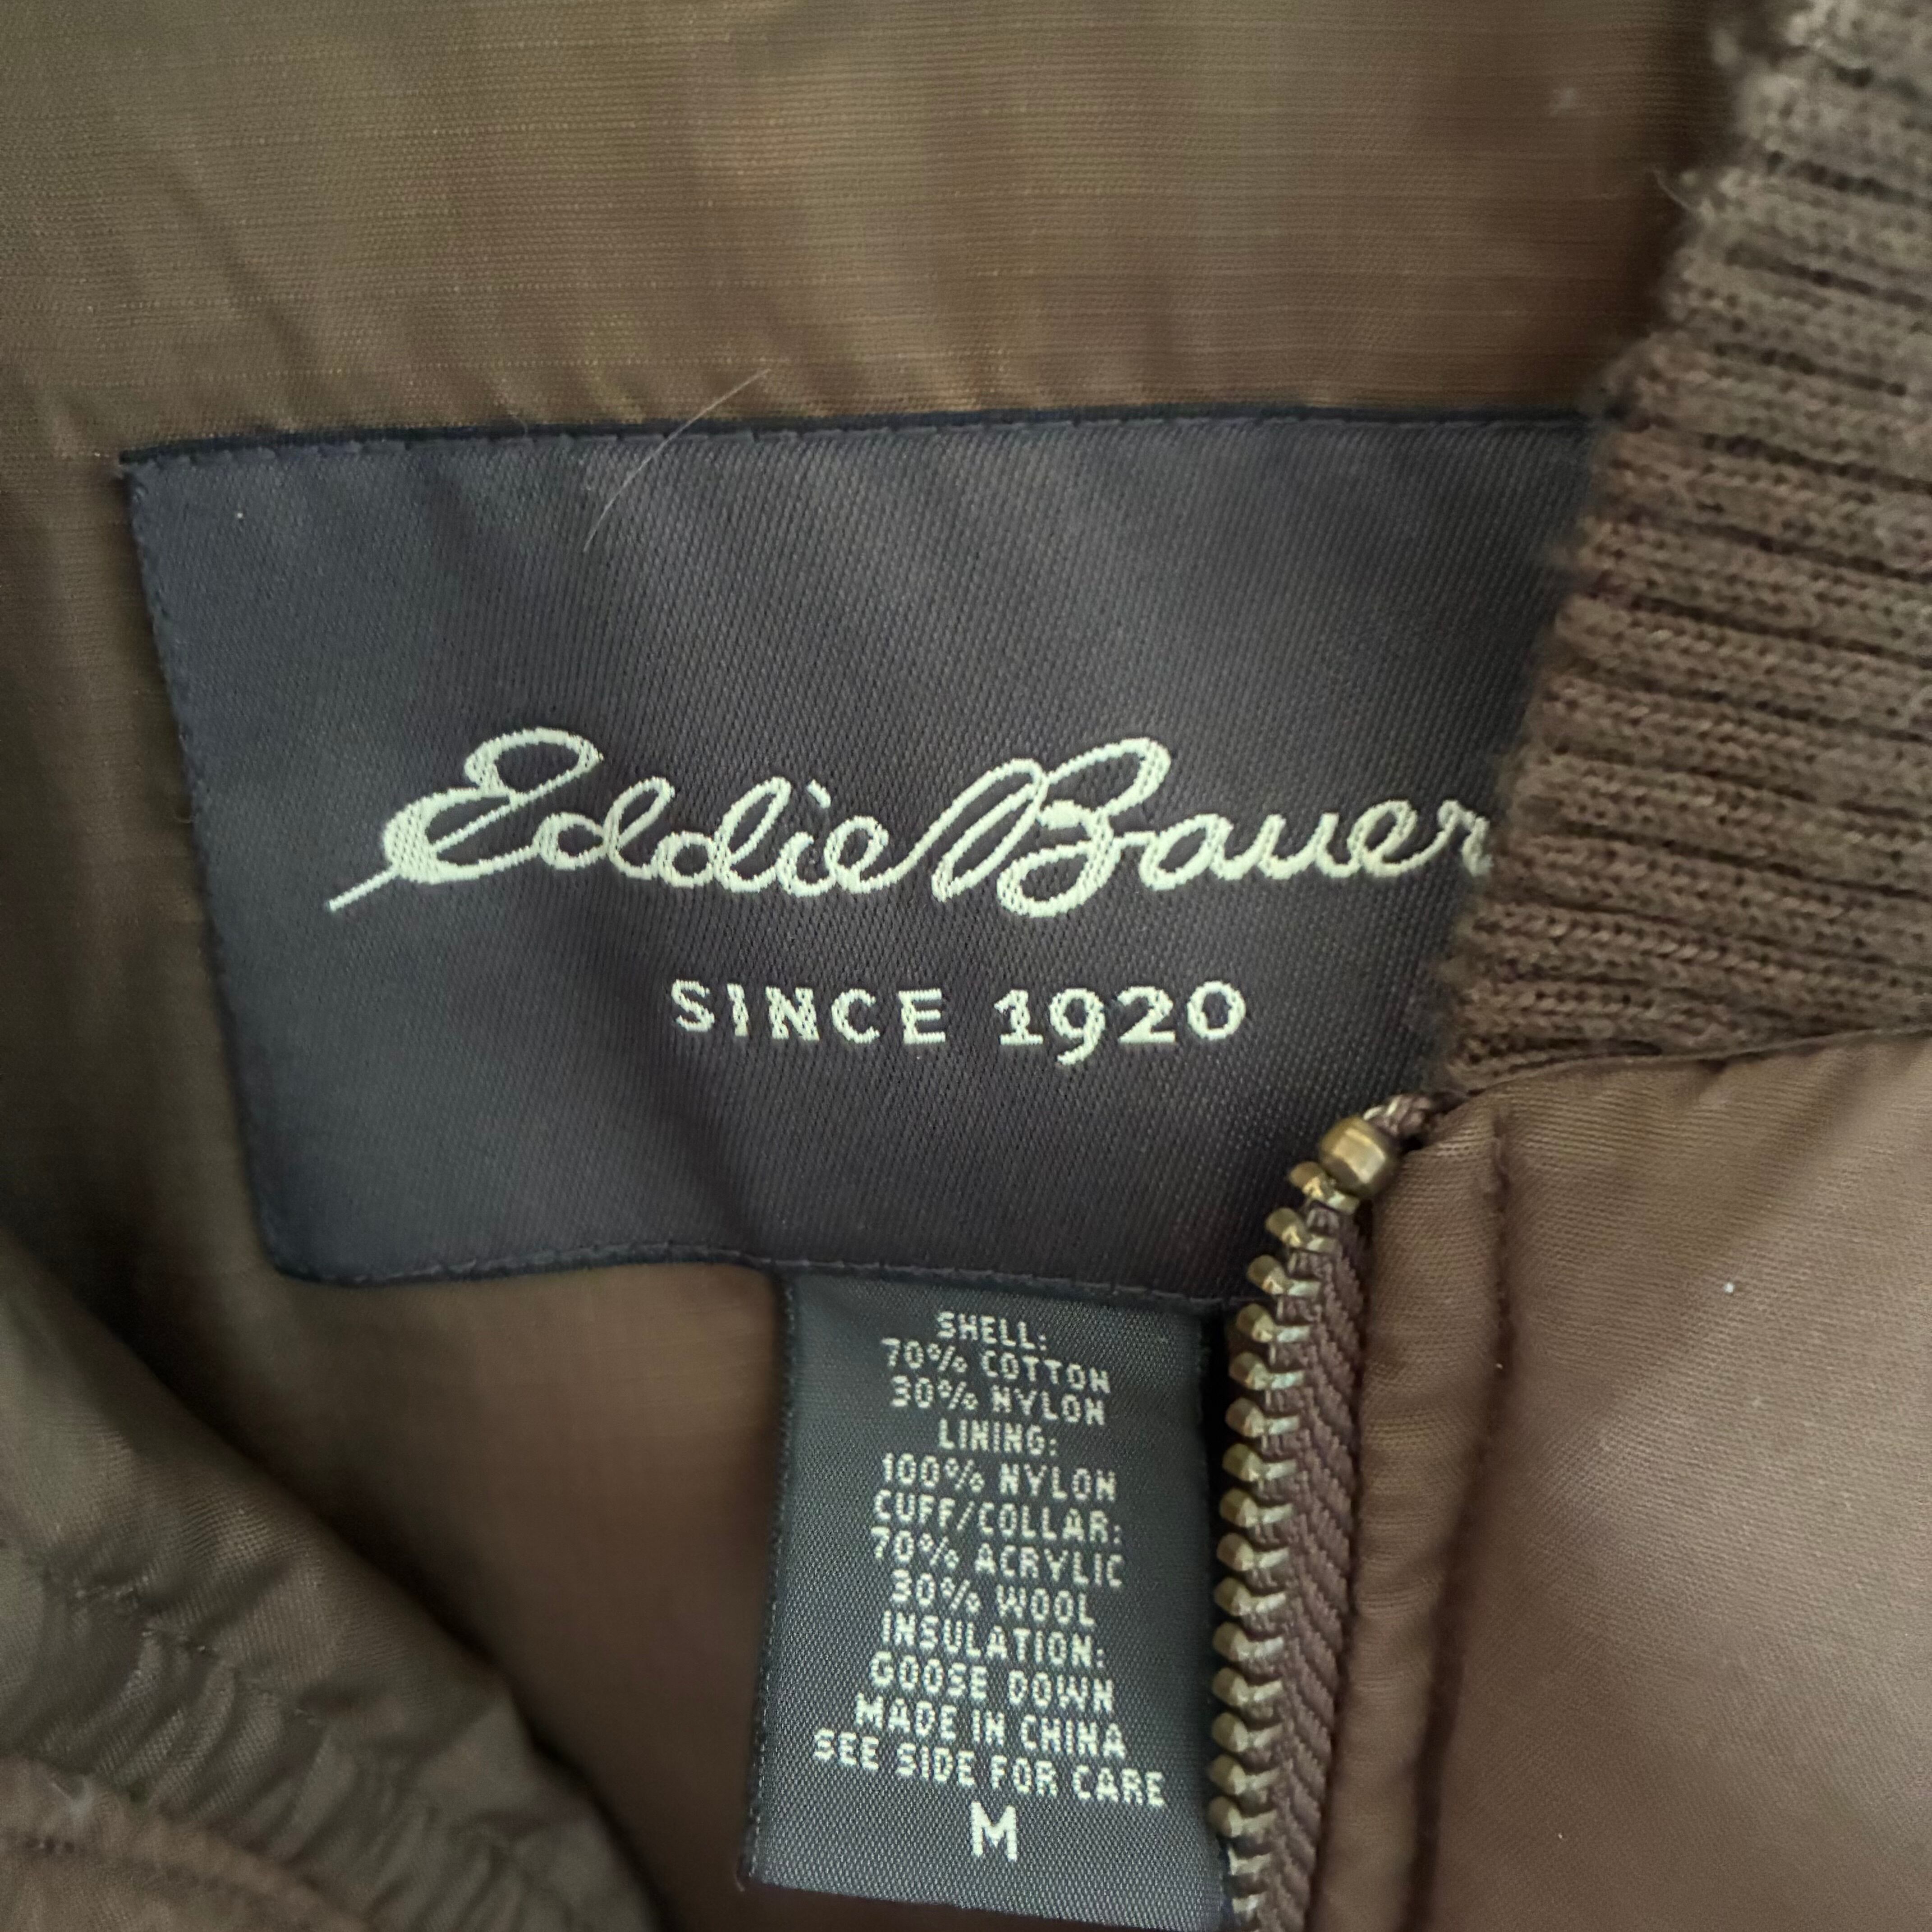 Eddie Bauer
SINCE 1920
SHELL:
70% COTTON
30% NYLON
LINING:
100% NYLON
CUFF/COLLAR:
70% ACRYLIC
30% WOOL
INSULATION:
GOOSE DOWN
MADE IN CHINA
SEE SIDE FOR CARE
M